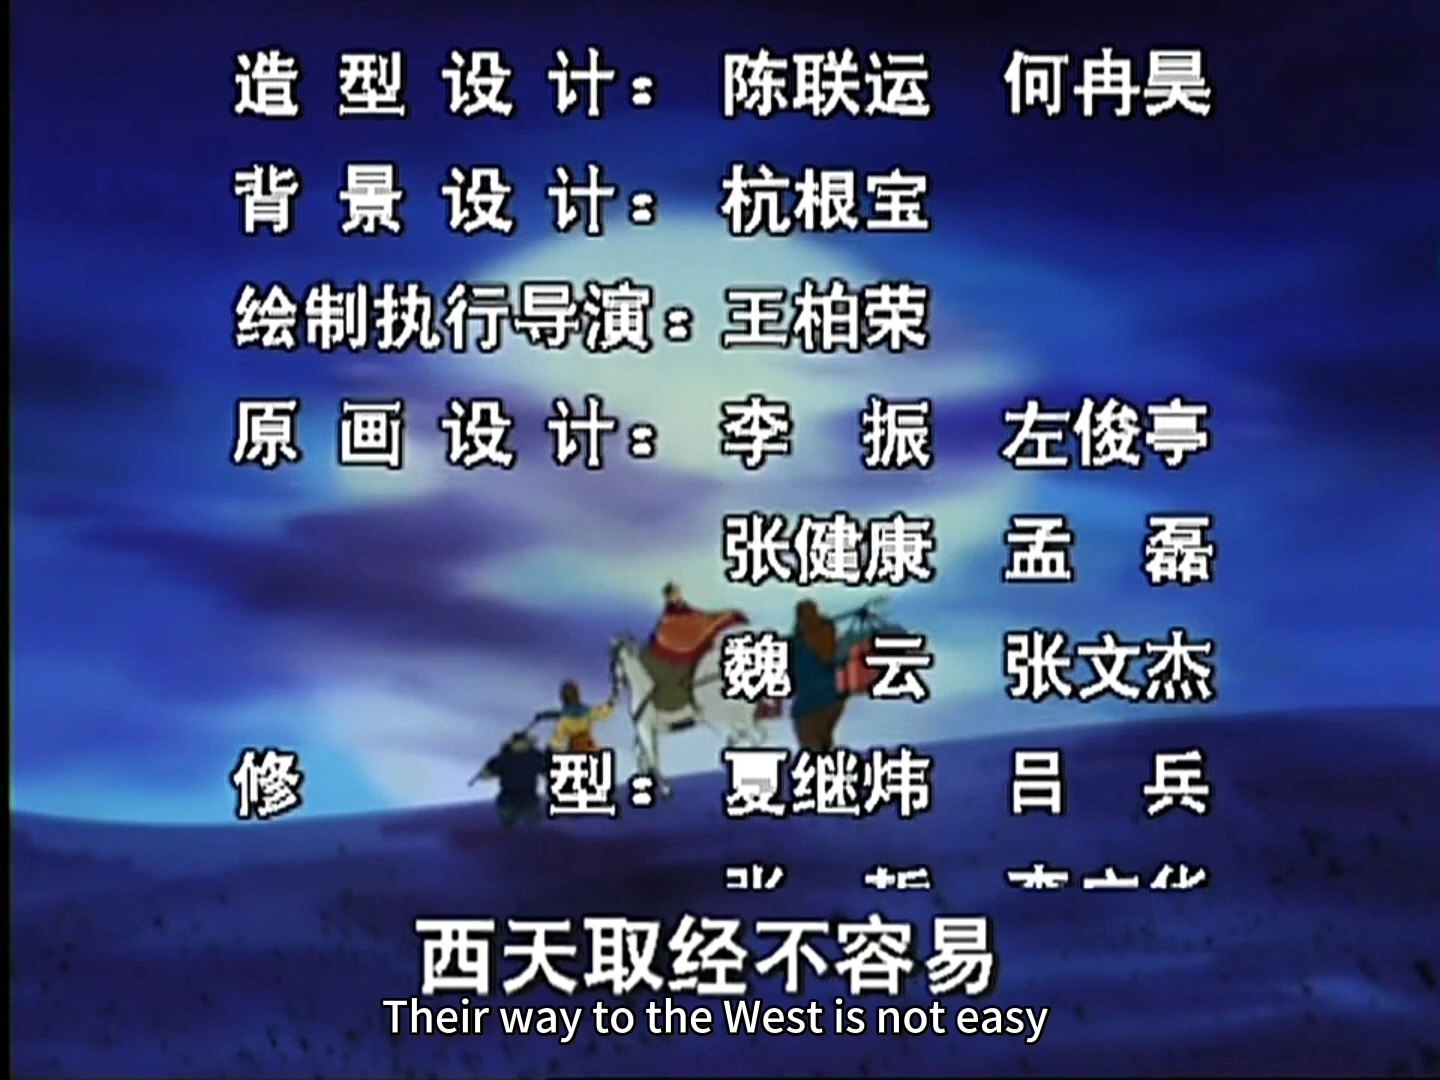 造型设计：陈联运 何冉昊
背景设计：杭根宝
绘制执行导演：王柏荣
原画设计：李振 左俊亭
张健康 孟磊
魏云 张文杰
修型：夏继炜 吕兵
西天取经不容易
Their way to the West is not easy